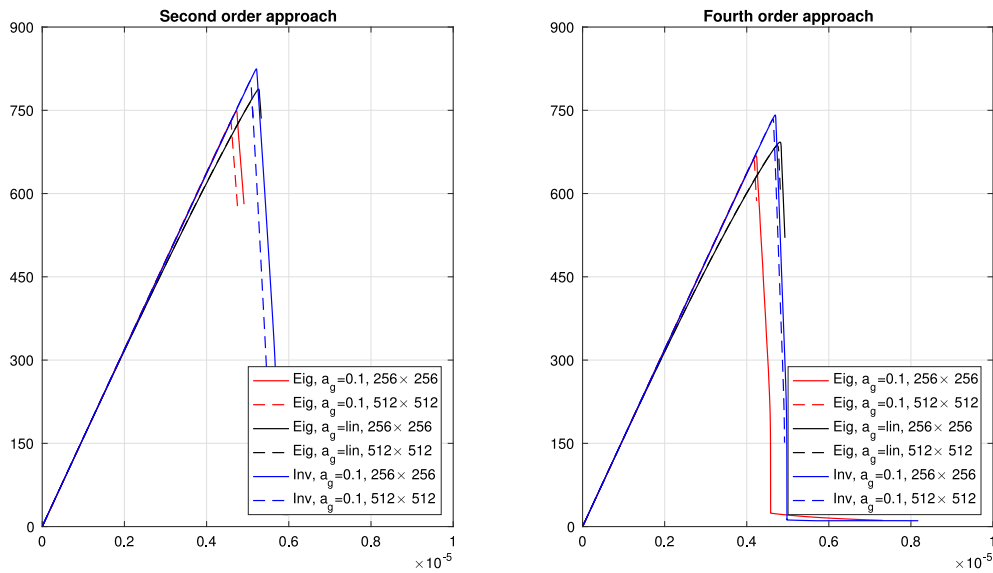 Second order approach
900
750
600
450
300
150
0
0 0.2 0.4 0.6 0.8 1
×10⁻⁵
Eig, a_g=0.1, 256× 256
Eig, a_g=0.1, 512× 512
Eig, a_g=lin, 256× 256
Eig, a_g=lin, 512× 512
Inv, a_g=0.1, 256× 256
Inv, a_g=0.1, 512× 512
Fourth order approach
900
750
600
450
300
150
0
0 0.2 0.4 0.6 0.8 1
×10⁻⁵
Eig, a_g=0.1, 256× 256
Eig, a_g=0.1, 512× 512
Eig, a_g=lin, 256× 256
Eig, a_g=lin, 512× 512
Inv, a_g=0.1, 256× 256
Inv, a_g=0.1, 512× 512